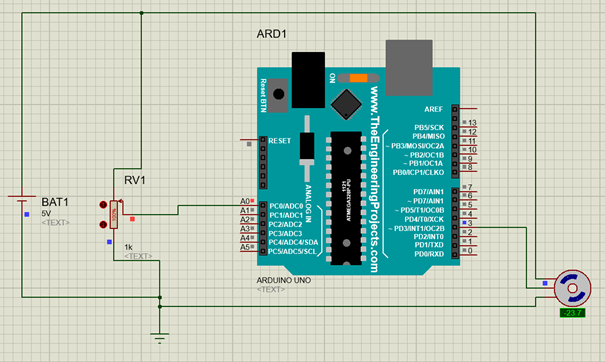 ARD1
ON
Reset BTN
www.TheEngineeringProjects.com
AREF
RESET
PB5/SCK 13
PB4/MISO 12
~ PB3/MOSI/OC2A 11
~ PB2/OC1B 10
~ PB1/OC1A 9
PB0/ICP1/CLKO 8
ANALOG IN
RV1
BAT1
5V
<TEXT>
1k
<TEXT>
A0 PC0/ADC0
A1 PC1/ADC1
A2 PC2/ADC2
A3 PC3/ADC3
A4 PC4/ADC4/SDA
A5 PC5/ADC5/SCL
PD7/AIN1 7
~ PD7/AIN1 6
~ PD5/T1/OC0B 5
PD4/T0/XCK 4
~ PD3/INT1/OC2B 3
PD2/INT0 2
PD1/TXD 1
PD0/RXD 0
ARDUINO UNO
<TEXT>
-23.7